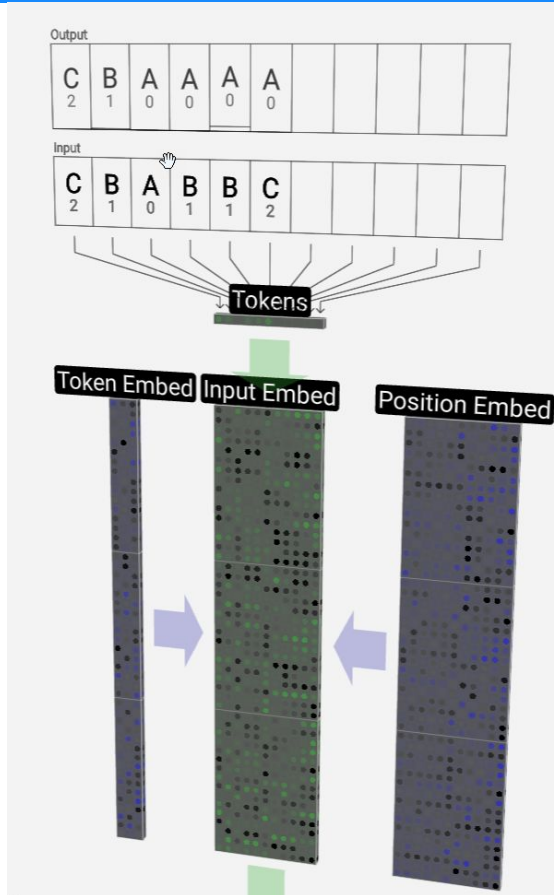 Output
C B A A A A
2 1 0 0 0 0
Input
C B A B B C
2 1 0 1 1 2
Tokens
Token Embed
Input Embed
Position Embed